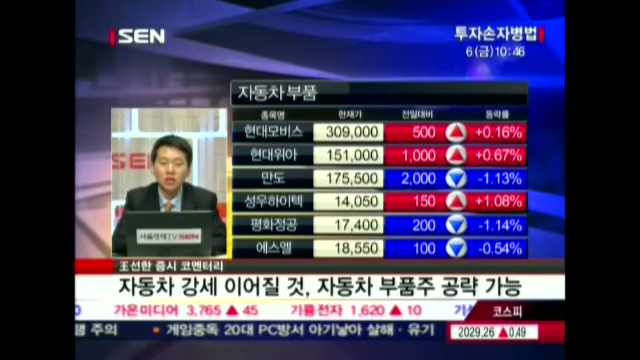 SEN
투자손자병법
6(금)10:46
자동차 부품
종목명 현재가 전일대비 등락률
현대모비스 309,000 500 ▲ +0.16%
현대위아 151,000 1,000 ▲ +0.67%
만도 175,500 2,000 ▼ -1.13%
성우하이텍 14,050 150 ▲ +1.08%
평화정공 17,400 200 ▼ -1.14%
에스엘 18,550 100 ▼ -0.54%
SEN
서울경제TV SEN
王선한 증시 코멘터리
자동차 강세 이어질 것, 자동차 부품주 공략 가능
가온미디어 3,765 ▲ 45 가릉전자 1,620 ▲ 10
코스피
행 주의 • 게임중독 20대 PC방서 아기낳아 살해 · 유기
2029.26 ▲0.49